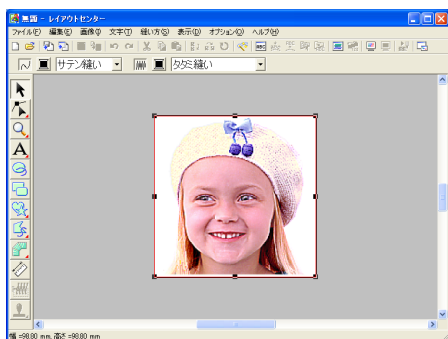 無題 - レイアウトセンター
ファイル(F) 編集(E) 画像(I) 文字(T) 縫い方(S) 表示(D) オプション(O) ヘルプ(H)
サテン縫い タタミ縫い
A
幅 =98.80 mm, 高さ =98.80 mm